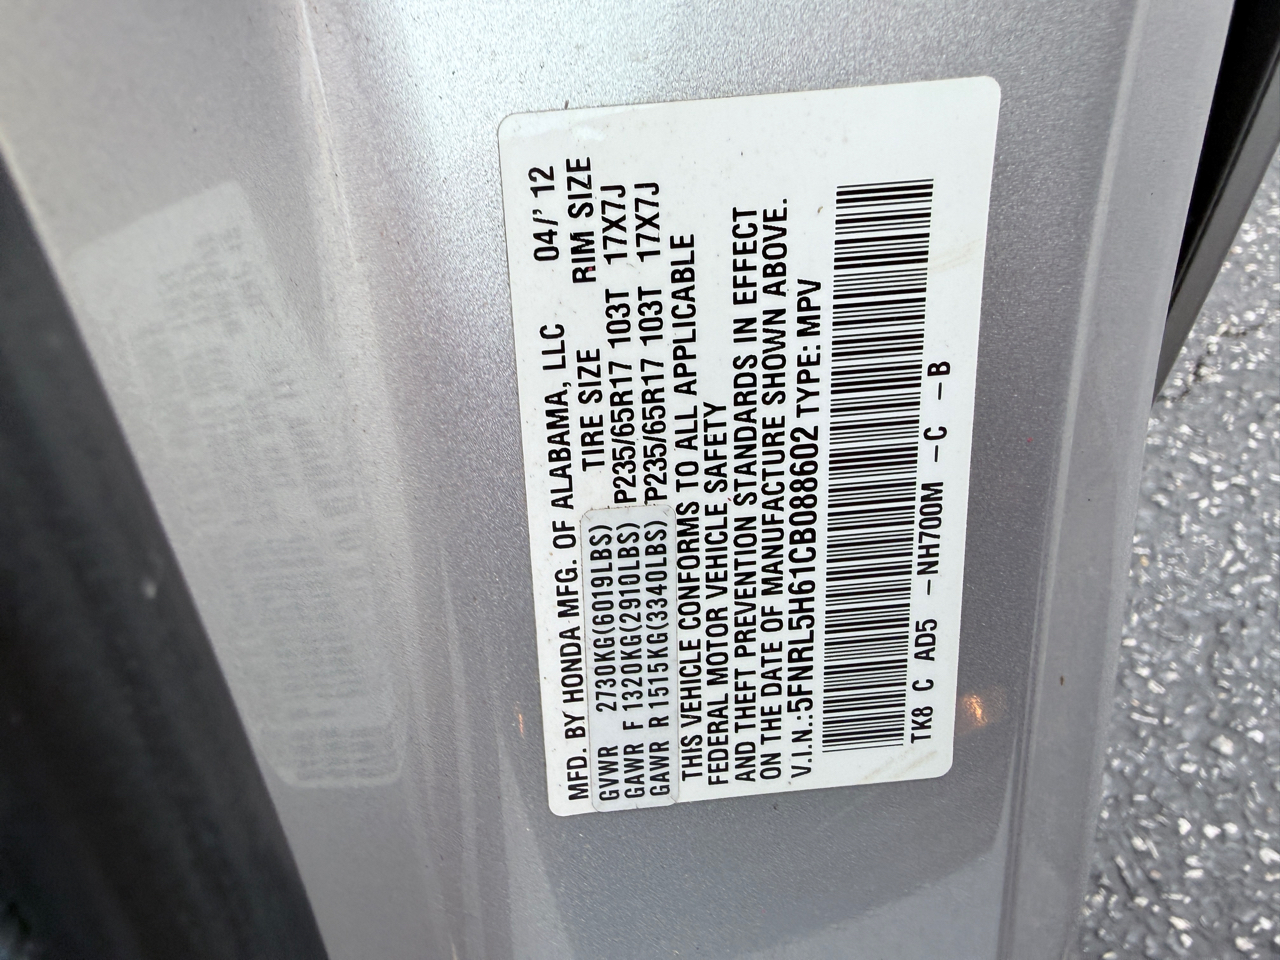 MFD. BY HONDA MFG. OF ALABAMA, LLC 04/' 12
TIRE SIZE RIM SIZE
GVWR 2730KG(6019LBS)
GAWR F 1320KG(2910LBS) P235/65R17 103T 17X7J
GAWR R 1515KG(3340LBS) P235/65R17 103T 17X7J
THIS VEHICLE CONFORMS TO ALL APPLICABLE
FEDERAL MOTOR VEHICLE SAFETY
AND THEFT PREVENTION STANDARDS IN EFFECT
ON THE DATE OF MANUFACTURE SHOWN ABOVE.
V.I.N.:5FNRL5H61CB088602 TYPE: MPV
TK8 C AD5 -NH700M -C -B